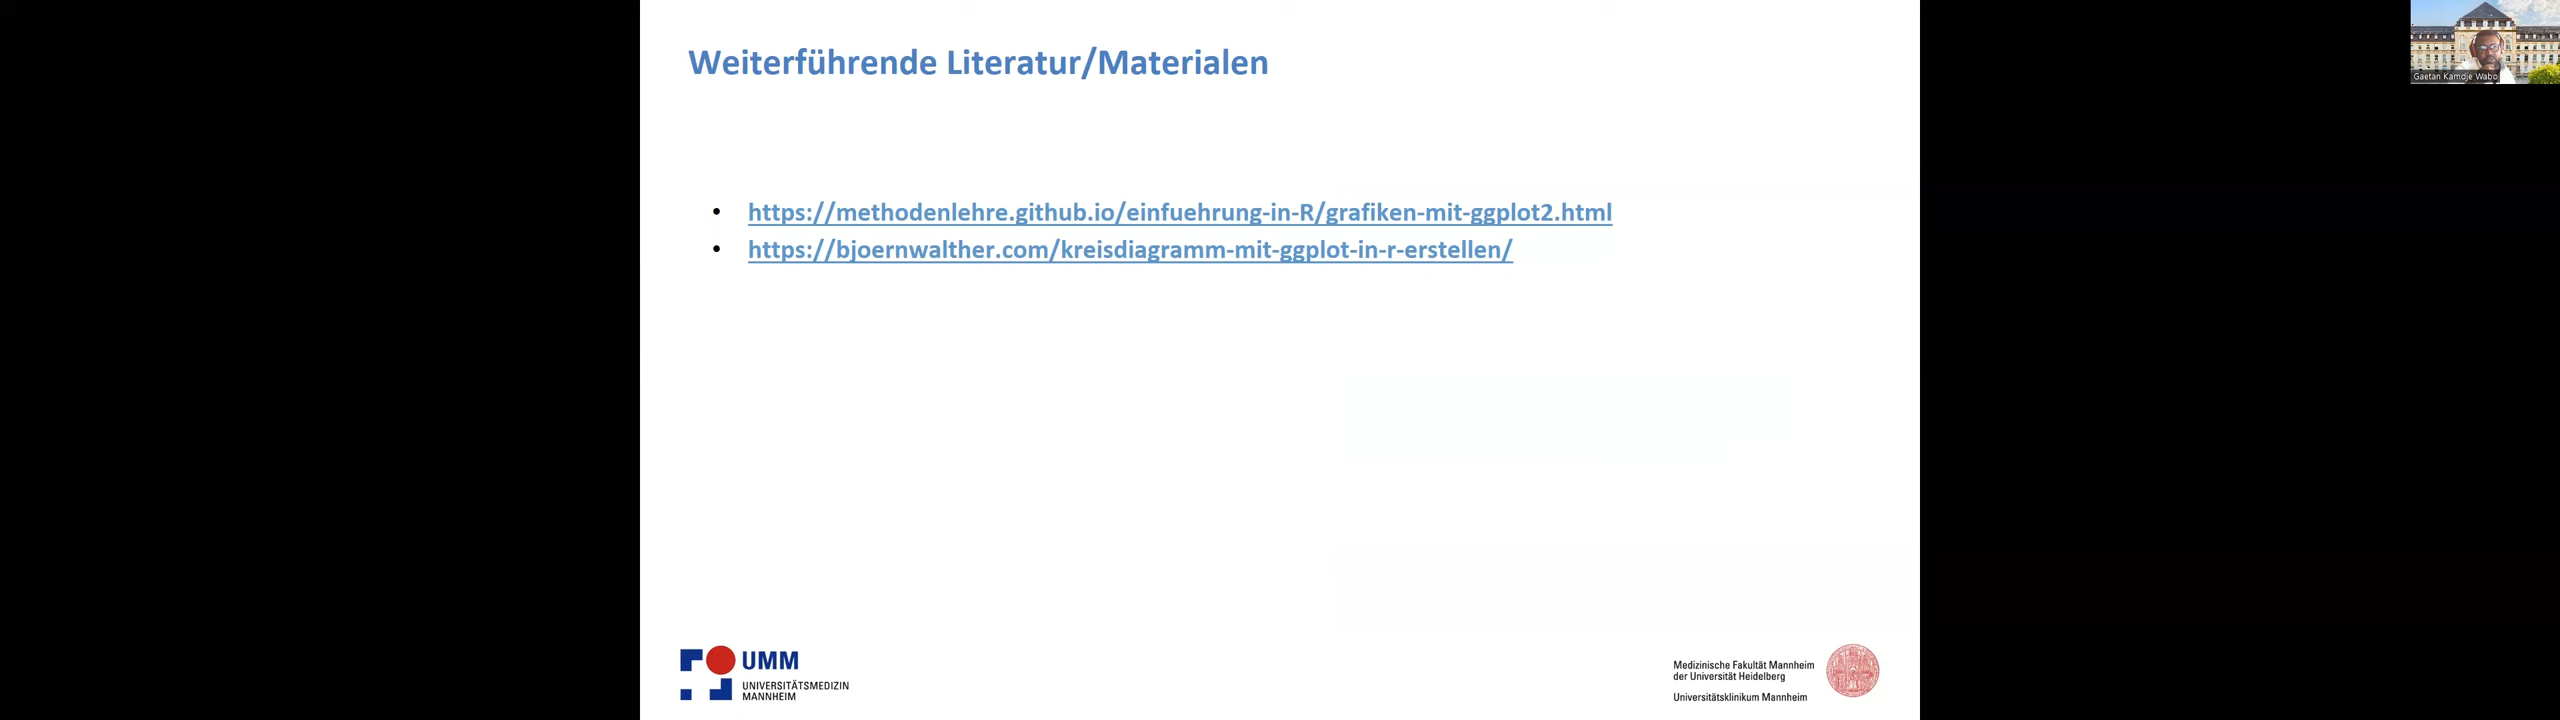 Weiterführende Literatur/Materialen
Gaetan Kamdje Wabo
• https://methodenlehre.github.io/einfuehrung-in-R/grafiken-mit-ggplot2.html
• https://bjoernwalther.com/kreisdiagramm-mit-ggplot-in-r-erstellen/
UMM
UNIVERSITÄTSMEDIZIN
MANNHEIM
Medizinische Fakultät Mannheim
der Universität Heidelberg
Universitätsklinikum Mannheim